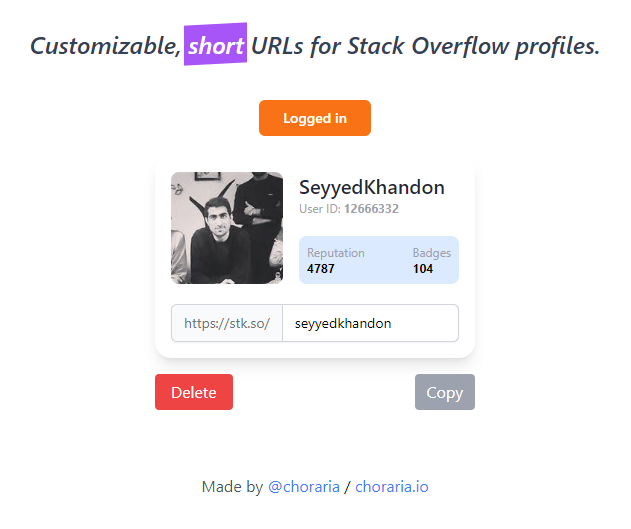 Customizable, short URLs for Stack Overflow profiles.
Logged in
SeyyedKhandon
User ID: 12666332
Reputation Badges
4787 104
https://stk.so/ seyyedkhandon
Delete Copy
Made by @choraria / choraria.io